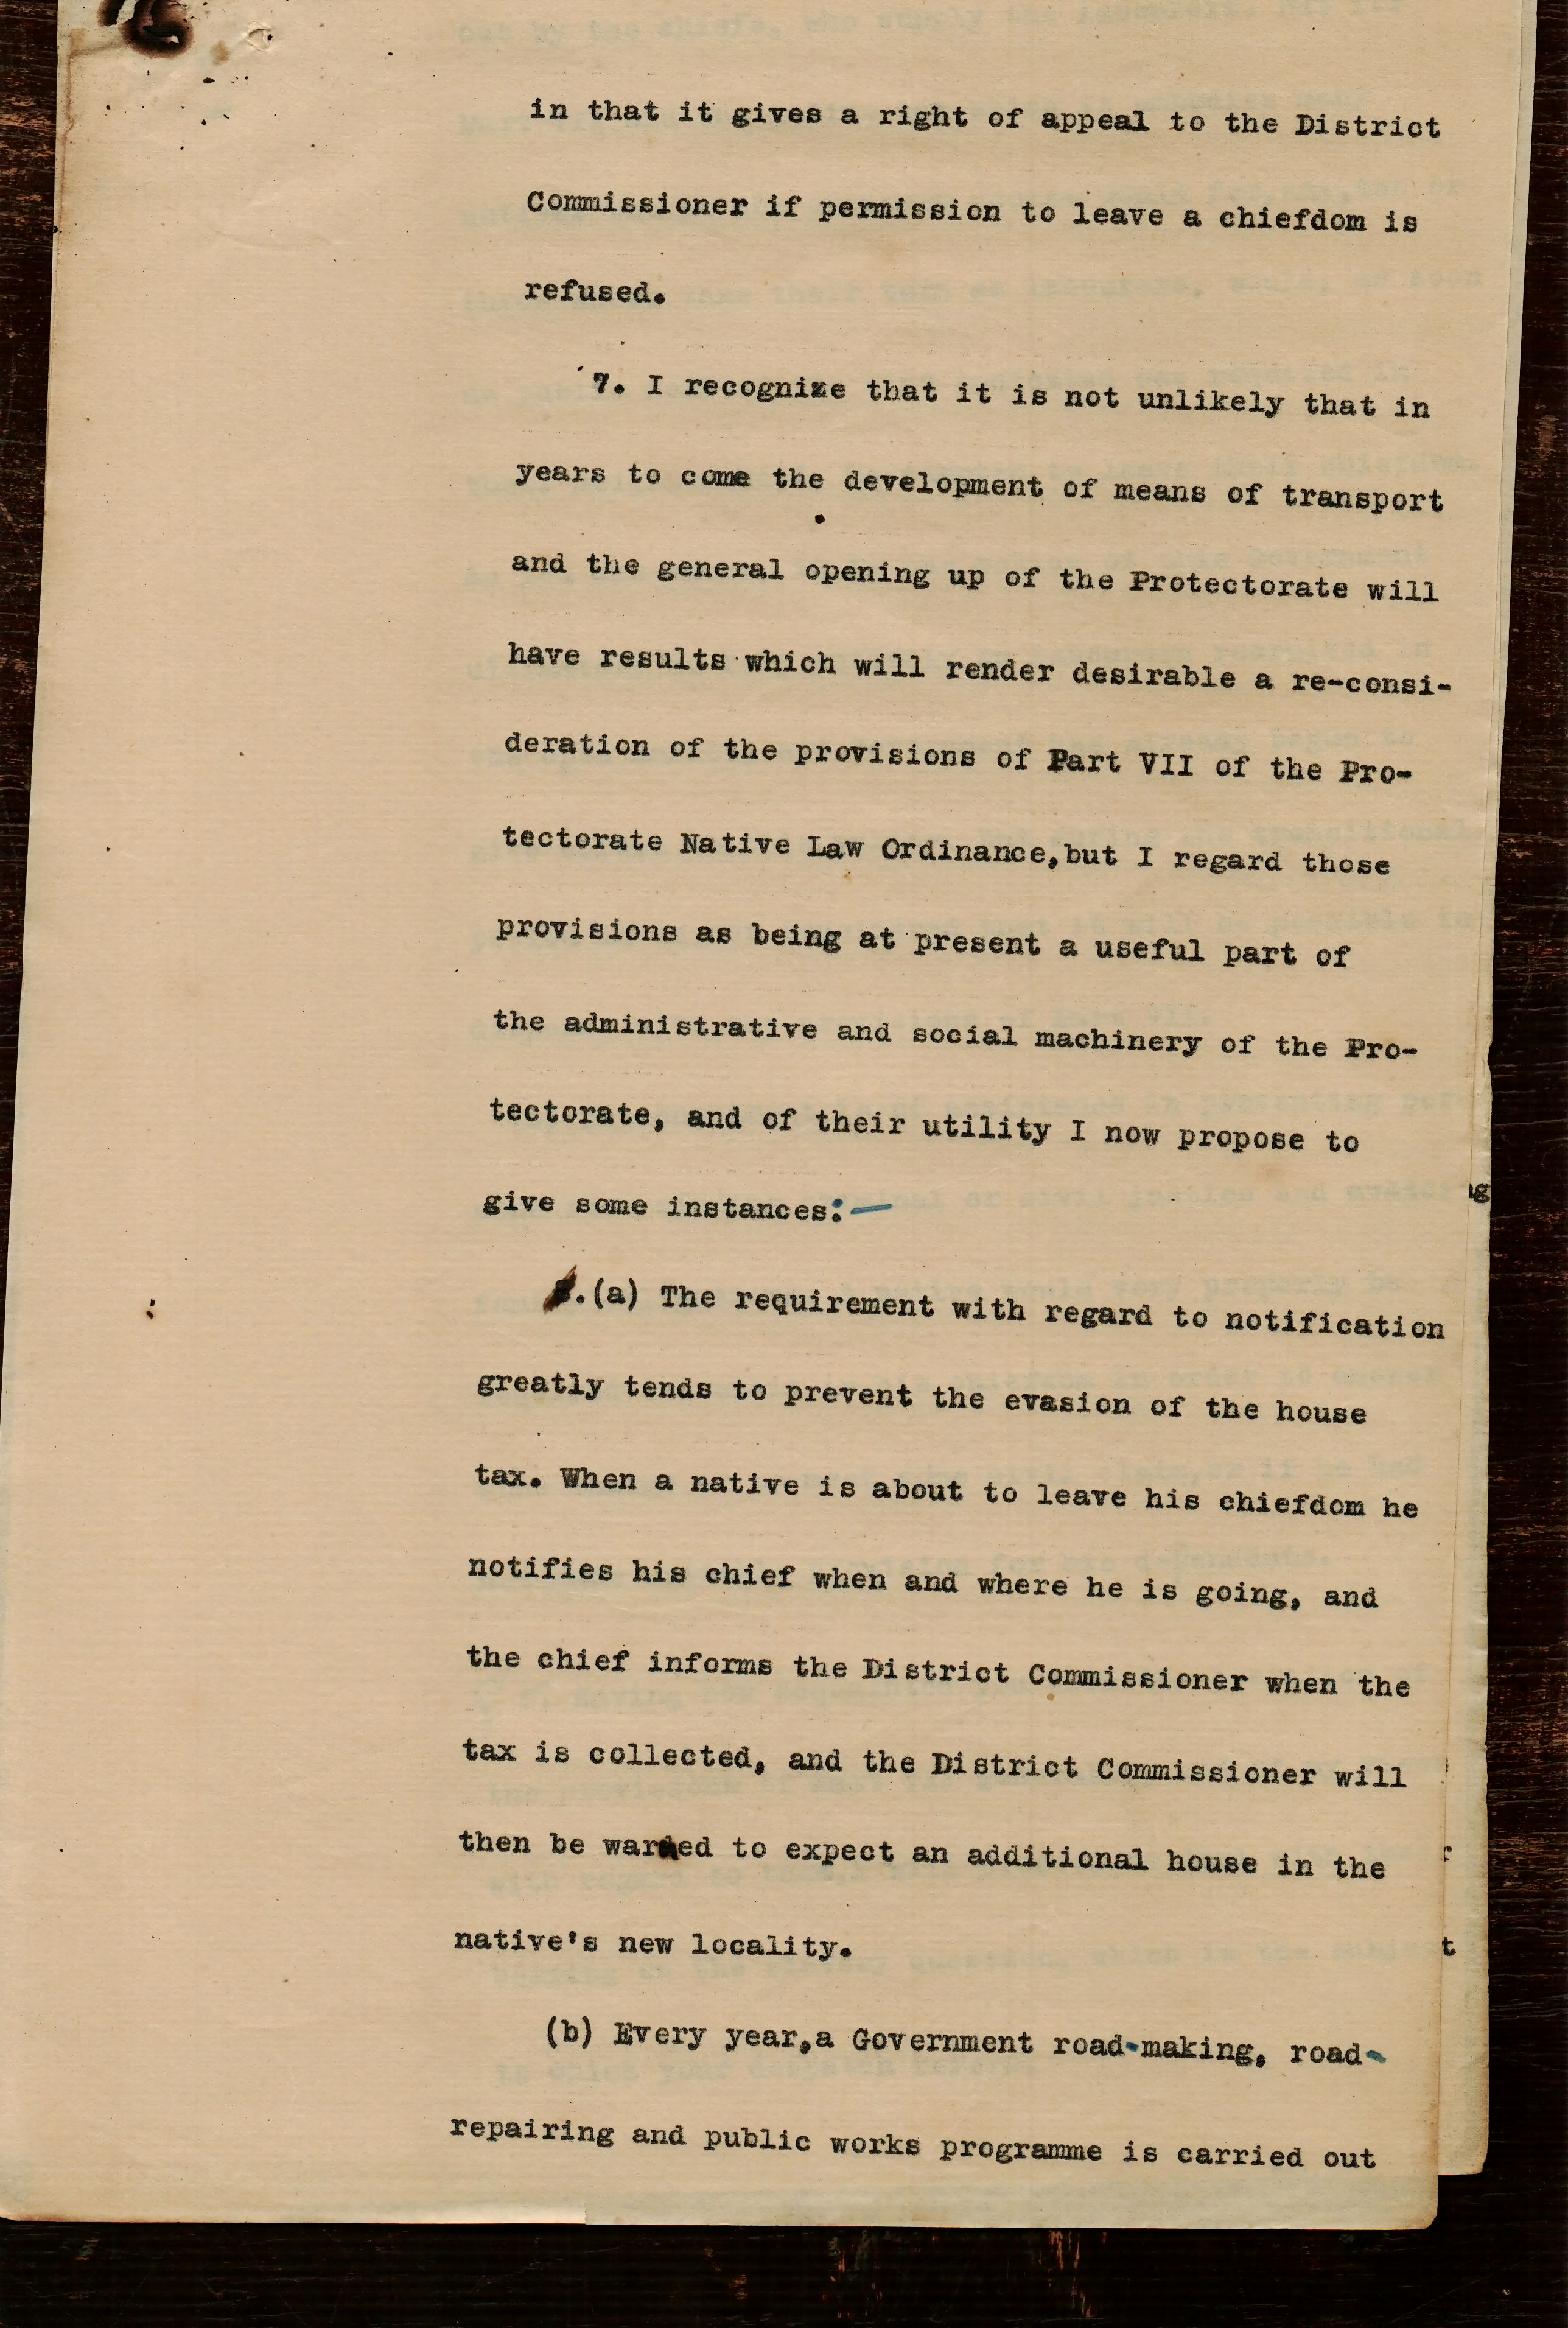 in that it gives a right of appeal to the District
Commissioner if permission to leave a chiefdom is
refused.
7. I recognize that it is not unlikely that in
years to come the development of means of transport
and the general opening up of the Protectorate will
have results which will render desirable a re-consi-
deration of the provisions of Part VII of the Pro-
tectorate Native Law Ordinance,but I regard those
provisions as being at present a useful part of
the administrative and social machinery of the Pro-
tectorate, and of their utility I now propose to
give some instances:—
(a) The requirement with regard to notification
greatly tends to prevent the evasion of the house
tax. When a native is about to leave his chiefdom he
notifies his chief when and where he is going, and
the chief informs the District Commissioner when the
tax is collected, and the District Commissioner will
then be warned to expect an additional house in the
native's new locality.
(b) Every year,a Government road-making, road-
repairing and public works programme is carried out